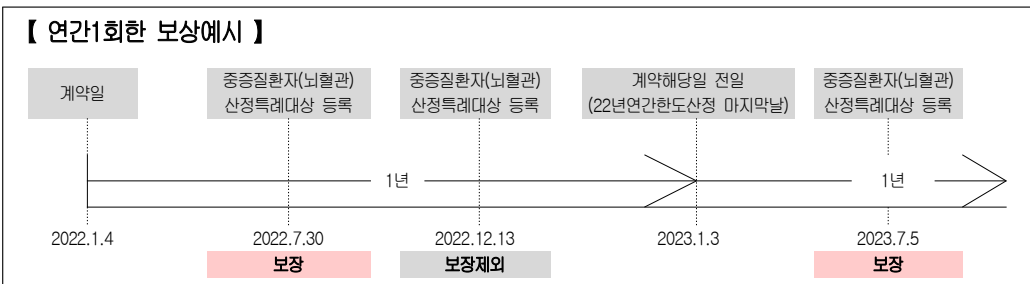 【 연간1회한 보상예시 】
계약일
중증질환자(뇌혈관)
산정특례대상 등록
중증질환자(뇌혈관)
산정특례대상 등록
계약해당일 전일
(22년연간한도산정 마지막날)
중증질환자(뇌혈관)
산정특례대상 등록
1년
1년
2022.1.4
2022.7.30
2022.12.13
2023.1.3
2023.7.5
보장
보장제외
보장